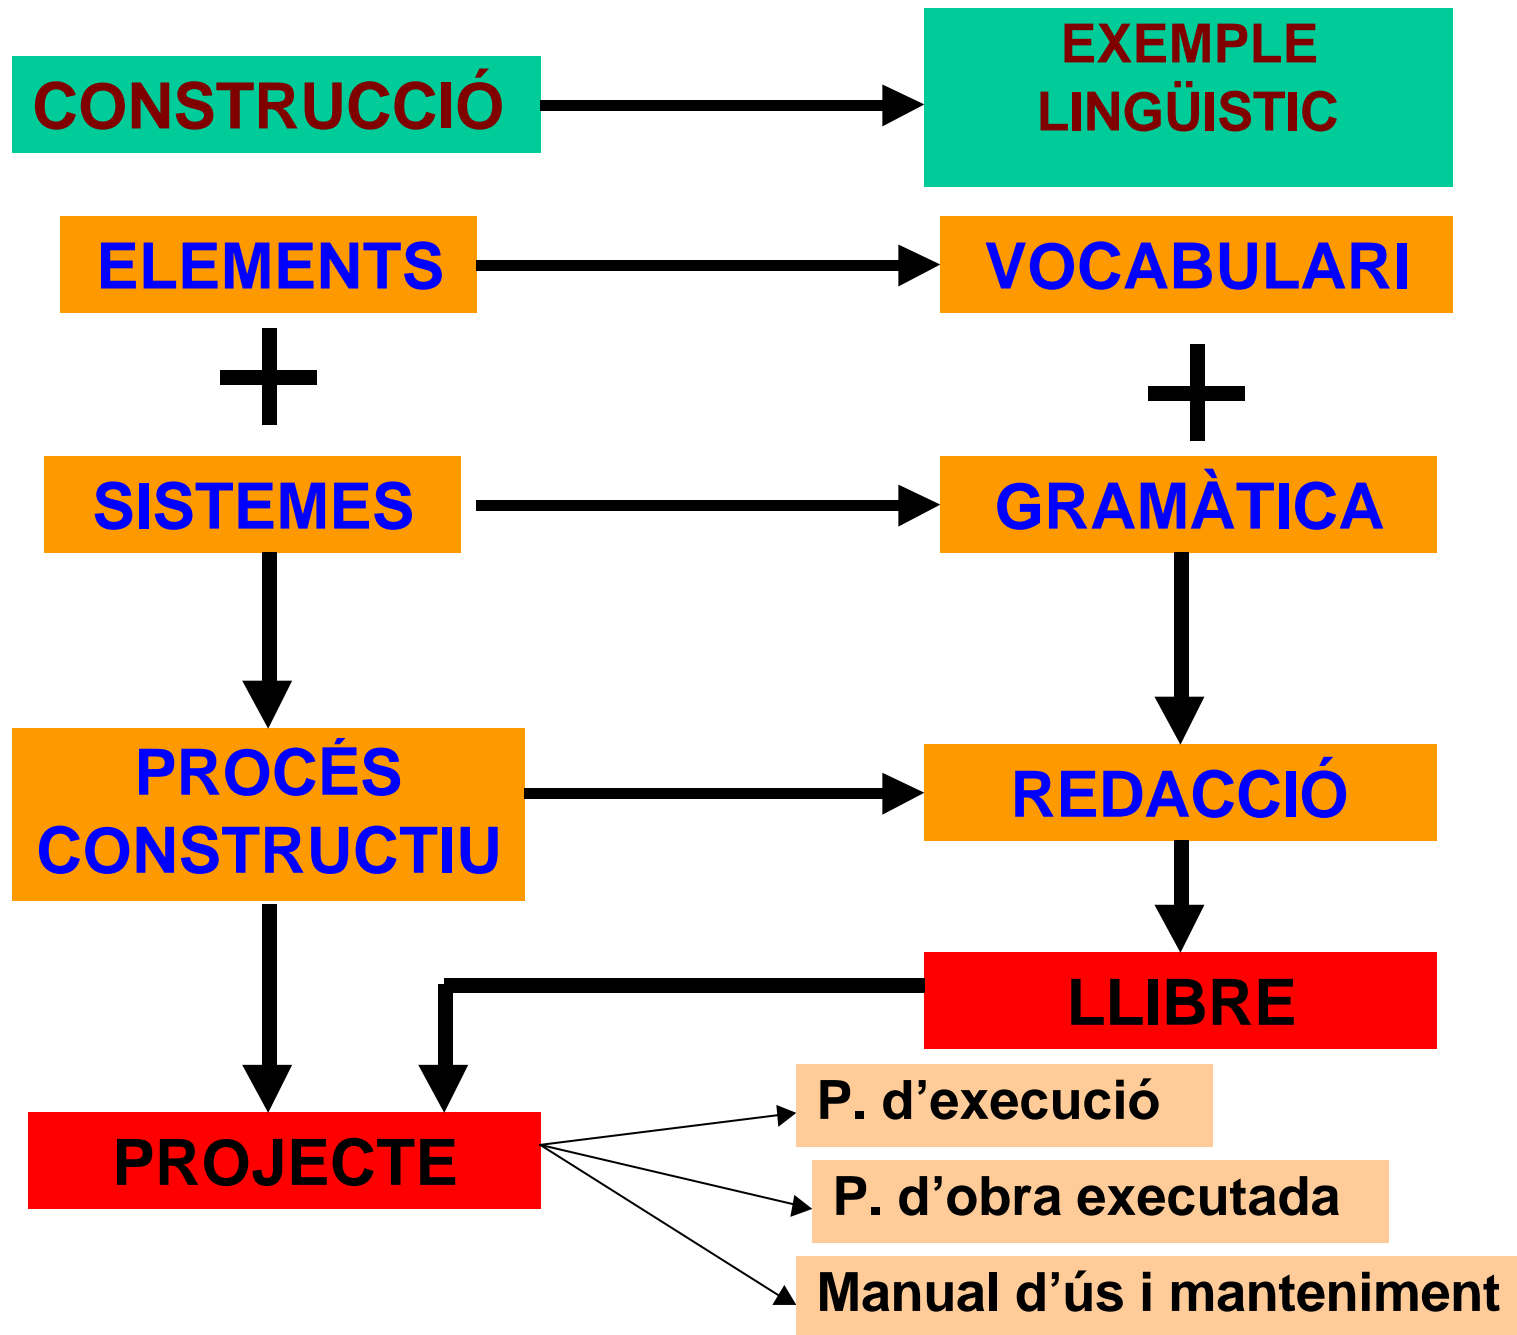 CONSTRUCCIÓ
EXEMPLE
LINGÜISTIC
ELEMENTS
VOCABULARI
SISTEMES
GRAMÀTICA
PROCÉS
CONSTRUCTIU
REDACCIÓ
LLIBRE
PROJECTE
P. d’execució
P. d’obra executada
Manual d’ús i manteniment